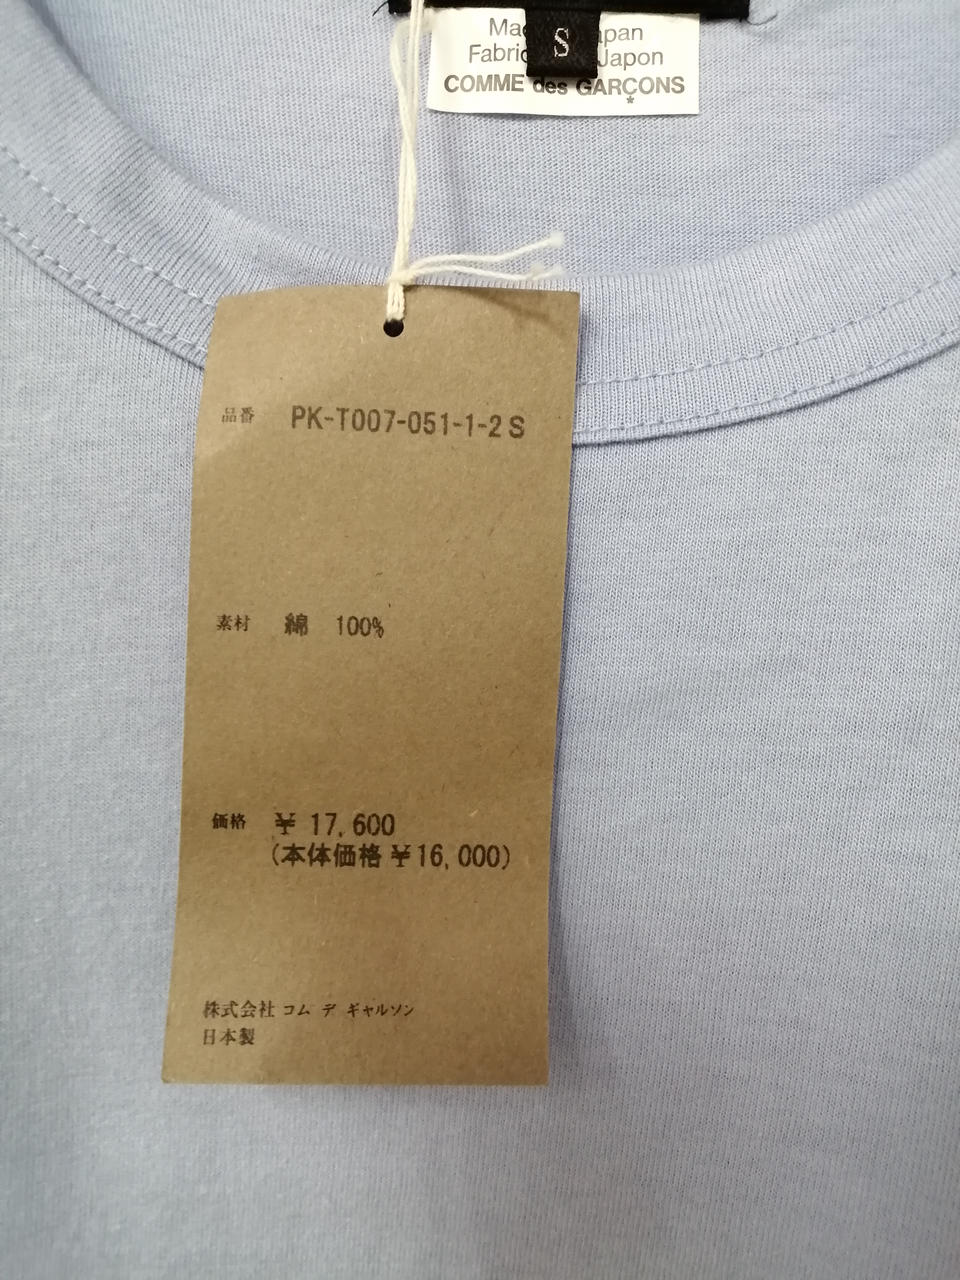 S
Japon
COMME des GARÇONS
品番 PK-T007-051-1-2 S
素材 綿 100%
価格 ¥ 17,600
(本体価格 ¥16,000)
株式会社 コム デ ギャルソン
日本製